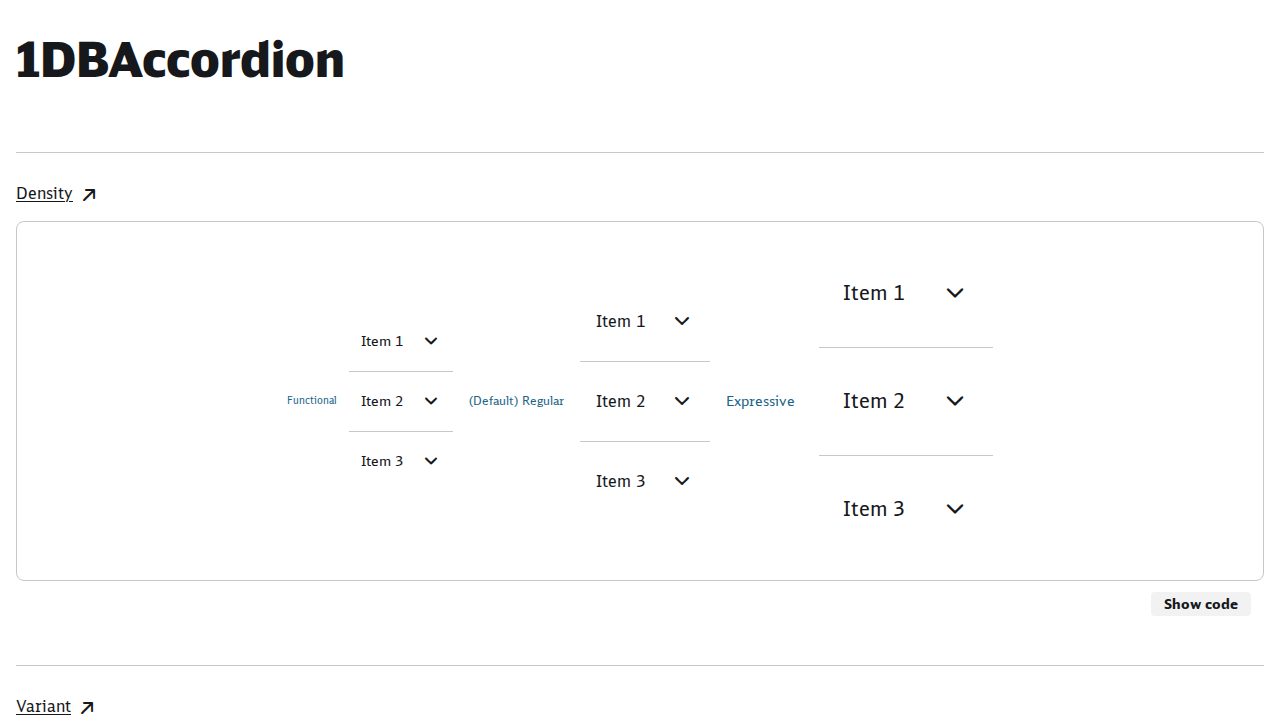 1DBAccordion
Density
Functional
Item 1
Item 2
Item 3
(Default) Regular
Item 1
Item 2
Item 3
Expressive
Item 1
Item 2
Item 3
Show code
Variant